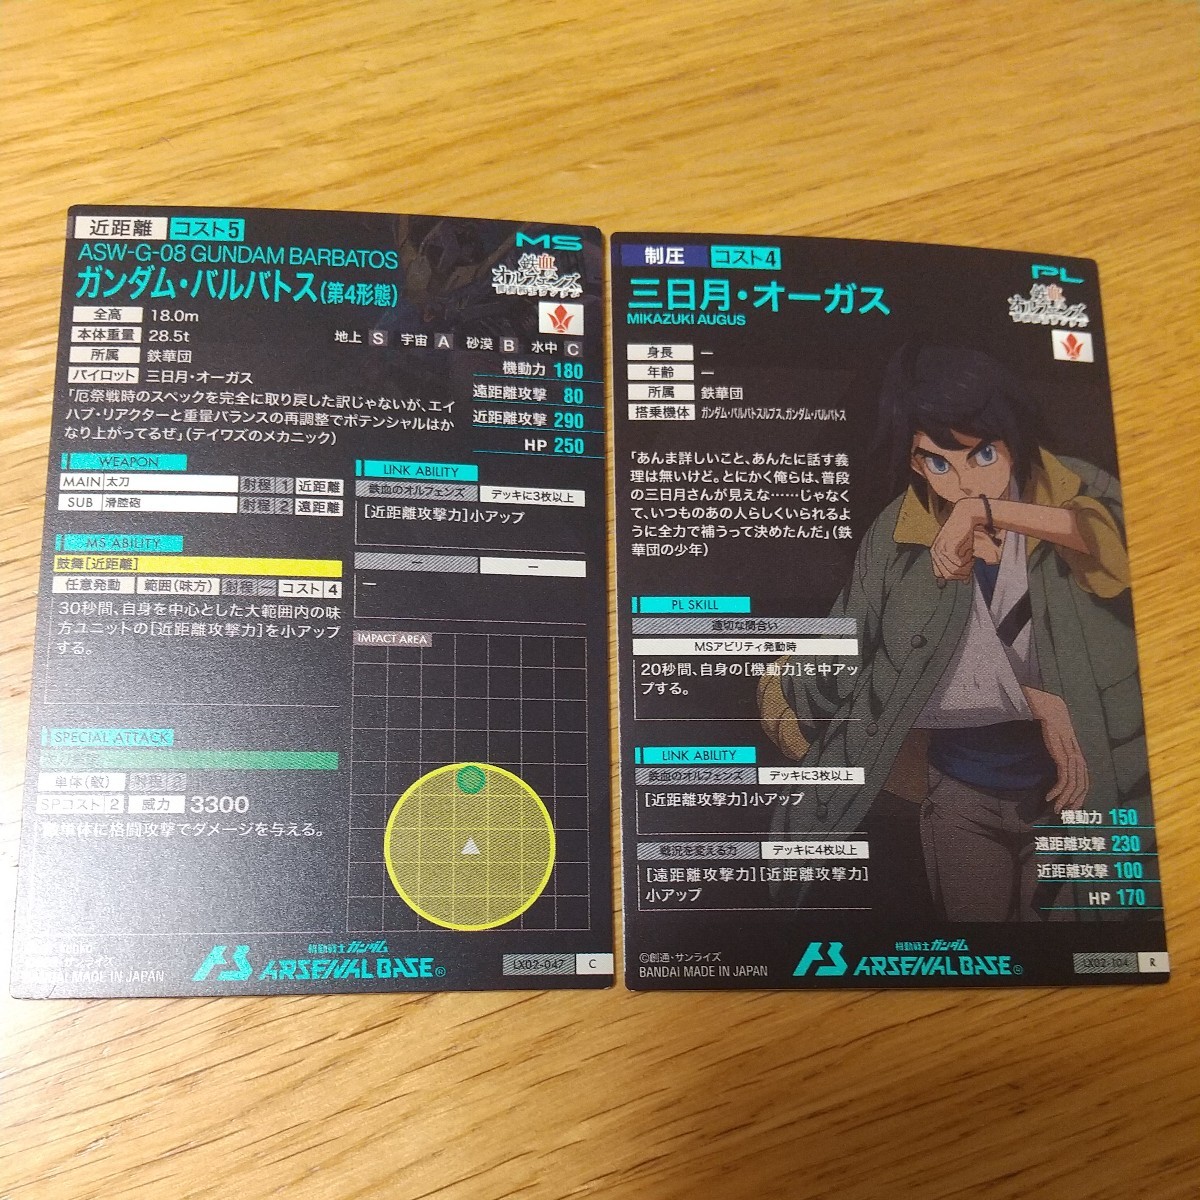 近距離 コスト5
MS
ASW-G-08 GUNDAM BARBATOS
ガンダム・バルバトス(第4形態)
鉄血
オルフェンズ
全高 18.0m
本体重量 28.5t
所属 鉄華団
パイロット 三日月・オーガス
地上 S 宇宙 A 砂漠 B 水中 C
機動力 180
遠距離攻撃 80
近距離攻撃 290
HP 250
「厄祭戦時のスペックを完全に取り戻した訳じゃないが、エイ
ハブ・リアクターと重量バランスの再調整でポテンシャルはか
なり上がってるぜ」(テイワズのメカニック)
WEAPON
MAIN 太刀 射程 1 近距離
SUB 滑腔砲 射程 2 遠距離
MS ABILITY
鼓舞[近距離]
任意発動 範囲(味方) 射程 ー コスト 4
30秒間、自身を中心とした大範囲内の味
方ユニットの[近距離攻撃力]を小アップ
する。
SPECIAL ATTACK
単体(敵) 射程 2
SPコスト 2 威力 3300
敵単体に格闘攻撃でダメージを与える。
LINK ABILITY
鉄血のオルフェンズ デッキに3枚以上
[近距離攻撃力]小アップ
ー ー
ー
IMPACT AREA
・サンライズ
BANDAI MADE IN JAPAN
機動戦士ガンダム
ARSENAL BASE®
LX02-047 C
制圧 コスト4
PL
三日月・オーガス
MIKAZUKI AUGUS
鉄血
オルフェンズ
身長 ー
年齢 ー
所属 鉄華団
搭乗機体 ガンダム・バルバトスルプス,ガンダム・バルバトス
「あんま詳しいこと、あんたに話す義
理は無いけど。とにかく俺らは、普段
の三日月さんが見えな……じゃなく
て、いつものあの人らしくいられるよ
うに全力で補うって決めたんだ」(鉄
華団の少年)
PL SKILL
適切な間合い
MSアビリティ発動時
20秒間、自身の[機動力]を中アッ
プする。
LINK ABILITY
鉄血のオルフェンズ デッキに3枚以上
[近距離攻撃力]小アップ
戦況を変える力 デッキに4枚以上
[遠距離攻撃力][近距離攻撃力]
小アップ
機動力 150
遠距離攻撃 230
近距離攻撃 100
HP 170
©創通・サンライズ
BANDAI MADE IN JAPAN
機動戦士ガンダム
ARSENAL BASE®
LX02-104 R